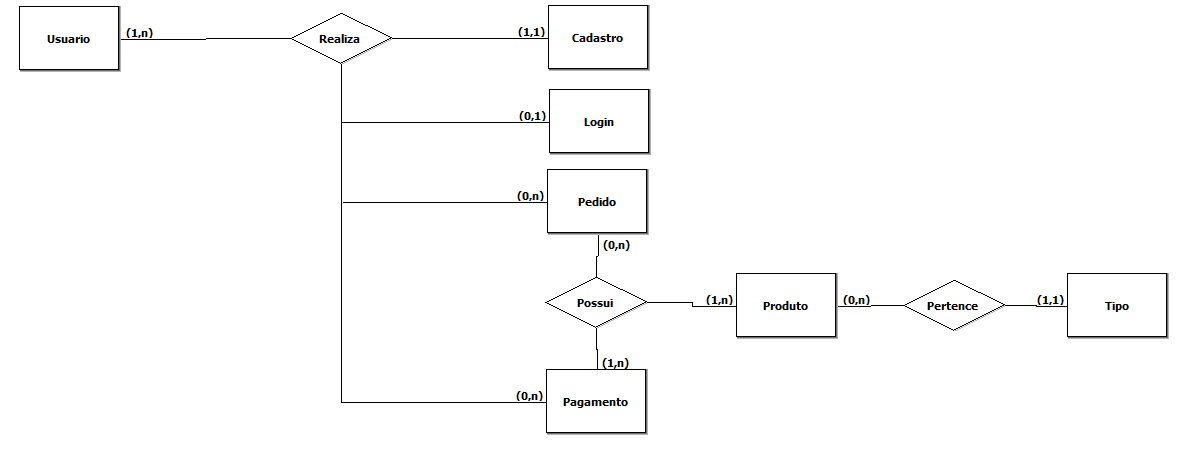 Usuario
(1,n)
Realiza
(1,1)
Cadastro
(0,1)
Login
(0,n)
Pedido
(0,n)
Possui
(1,n)
Produto
(0,n)
Pertence
(1,1)
Tipo
(1,n)
(0,n)
Pagamento